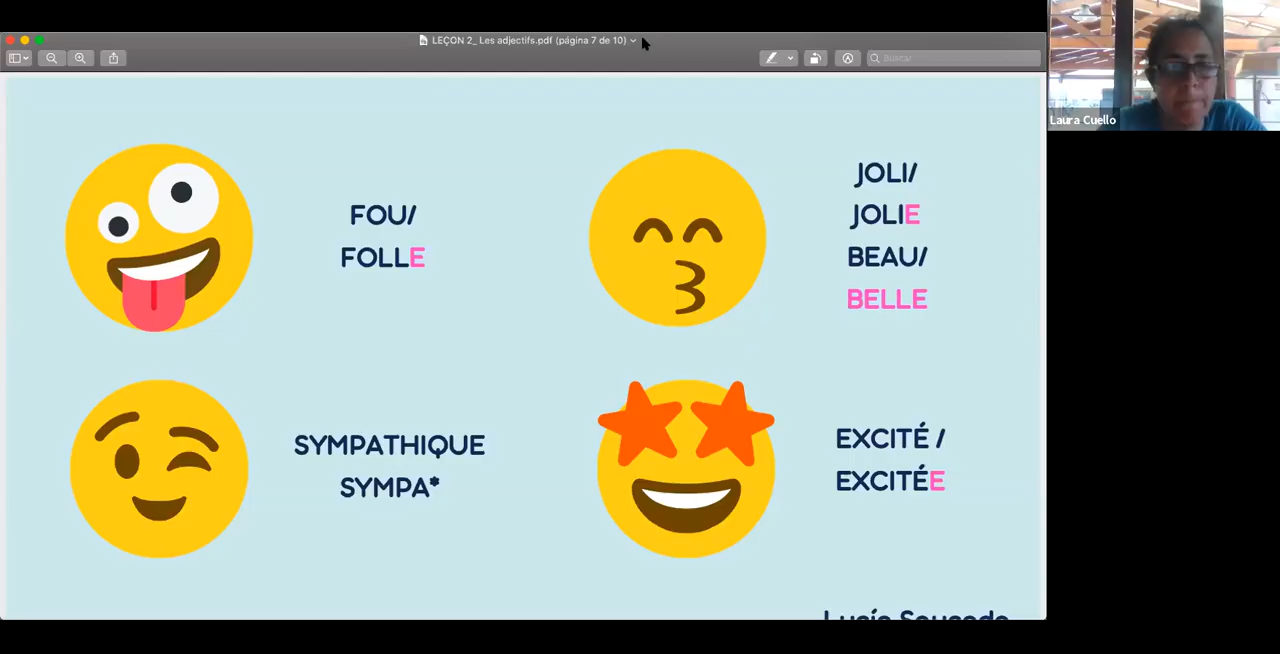 LEÇON 2_ Les adjectifs.pdf (página 7 de 10)
Buscar
Laura Cuello
FOU/
FOLLE
JOLI/
JOLIE
BEAU/
BELLE
SYMPATHIQUE
SYMPA*
EXCITÉ /
EXCITÉE